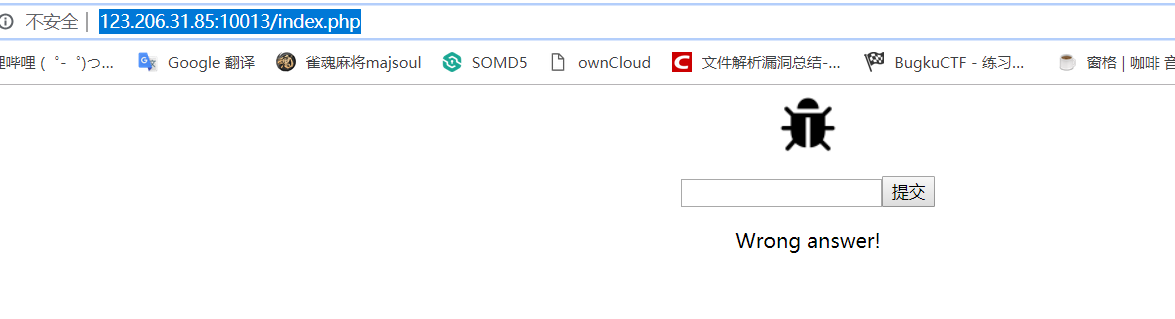 不安全 | 123.206.31.85:10013/index.php
哩哔哩 ( ゜- ゜)つ... Google 翻译 雀魂麻将majsoul SOMD5 ownCloud C 文件解析漏洞总结-... BugkuCTF - 练习... 窗格 | 咖啡 音
提交
Wrong answer!